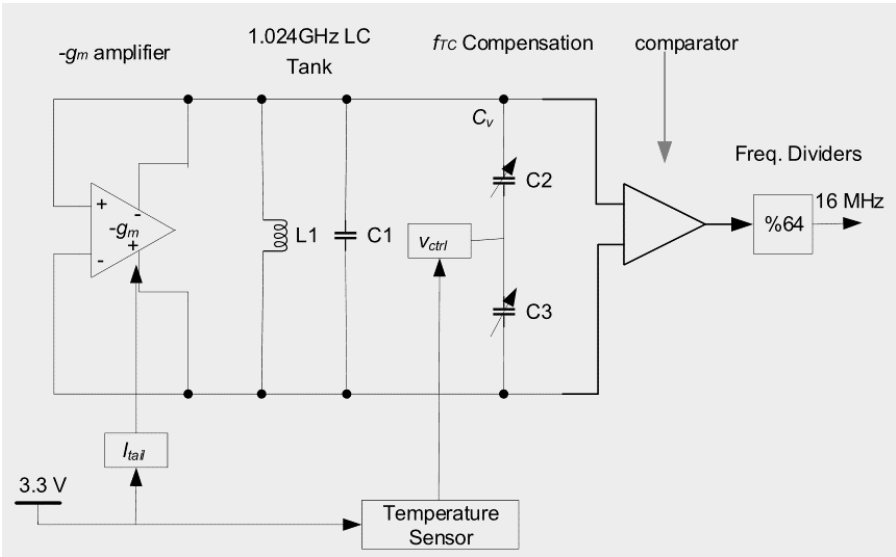 -gm amplifier
1.024GHz LC
Tank
fTC Compensation
comparator
Cv
Freq. Dividers
+
-
-gm
+
-
L1
C1
C2
vctrl
C3
%64
16 MHz
Itail
3.3 V
Temperature
Sensor